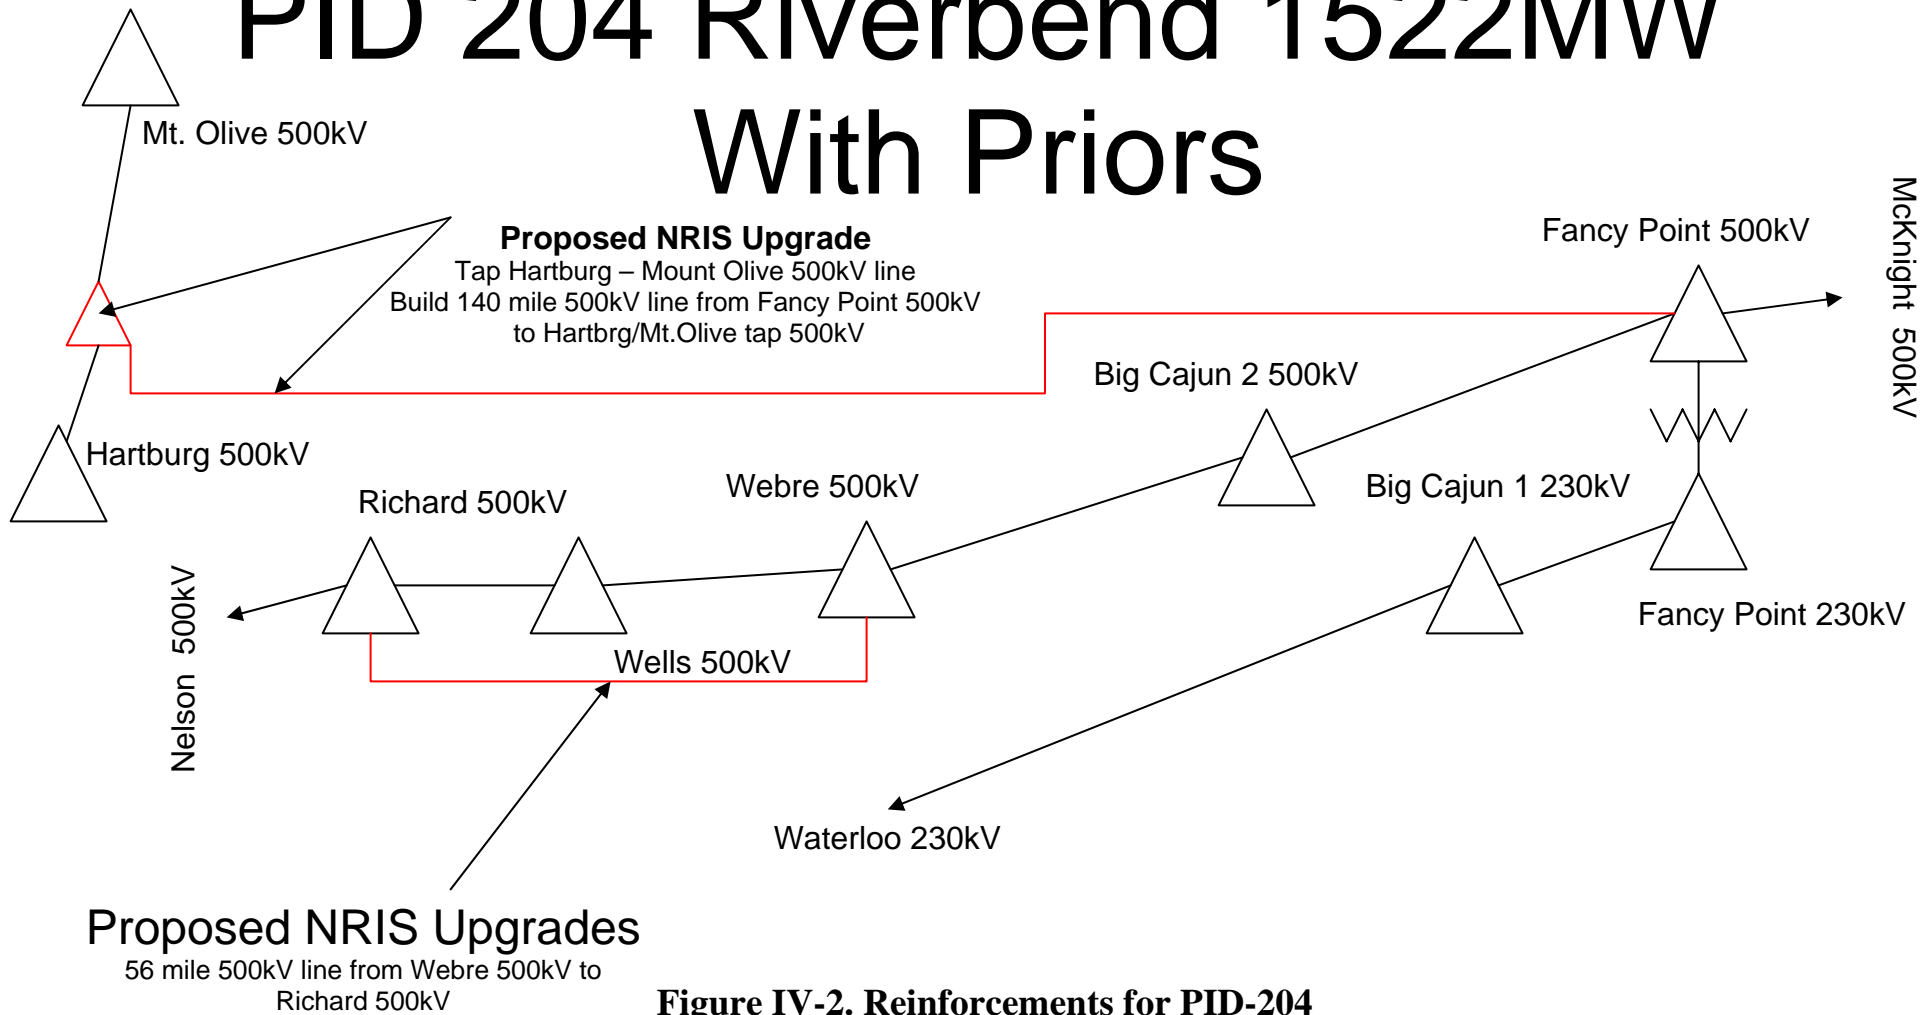 PID 204 Riverbend 1522MW
With Priors
Mt. Olive 500kV
Proposed NRIS Upgrade
Tap Hartburg – Mount Olive 500kV line
Build 140 mile 500kV line from Fancy Point 500kV
to Hartbrg/Mt.Olive tap 500kV
Fancy Point 500kV
McKnight 500kV
Big Cajun 2 500kV
Hartburg 500kV
Richard 500kV
Webre 500kV
Big Cajun 1 230kV
Nelson 500kV
Fancy Point 230kV
Wells 500kV
Waterloo 230kV
Proposed NRIS Upgrades
56 mile 500kV line from Webre 500kV to
Richard 500kV
Figure IV-2. Reinforcements for PID-204